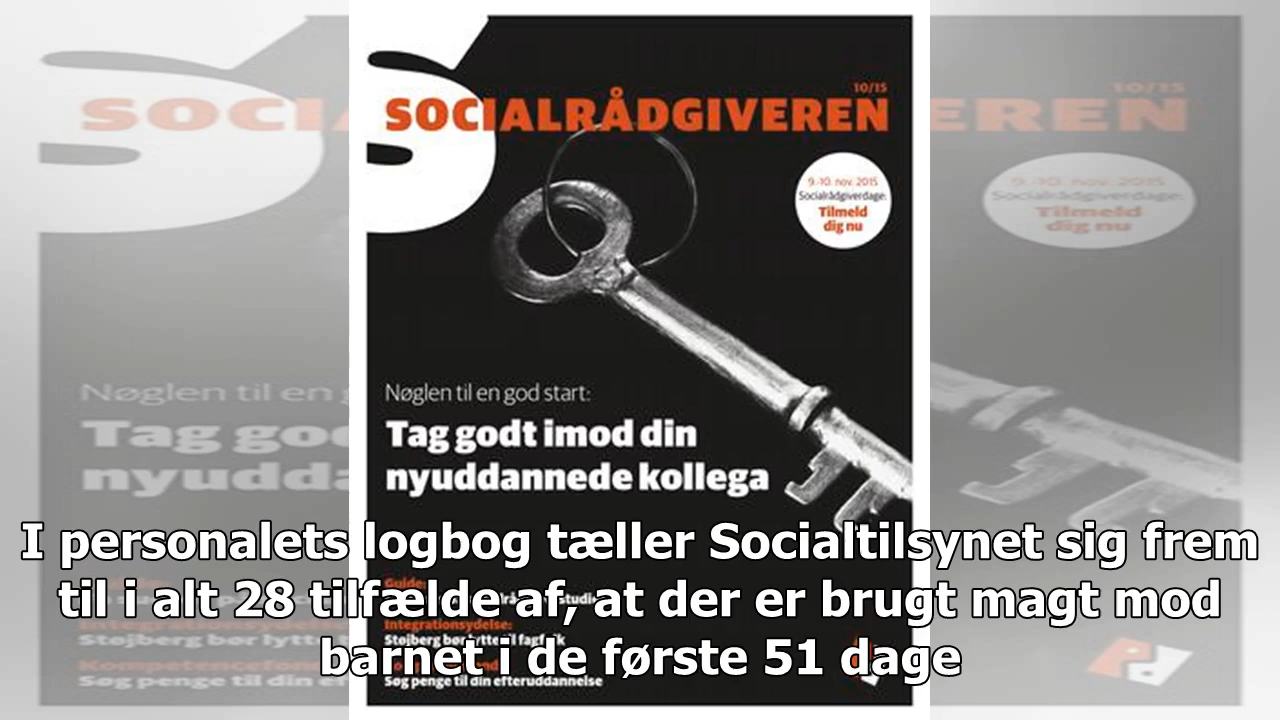 10/15
SOCIALRÅDGIVEREN
9.-10. nov. 2015
Socialrådgiverdage:
Tilmeld
dig nu
Nøglen til en god start:
Tag godt imod din
nyuddannede kollega
Guide:
Integrationsydelse:
Støjberg bør lytte til fagfolk
Søg penge til din efteruddannelse
I personalets logbog tæller Socialtilsynet sig frem
til i alt 28 tilfælde af, at der er brugt magt mod
barnet i de første 51 dage